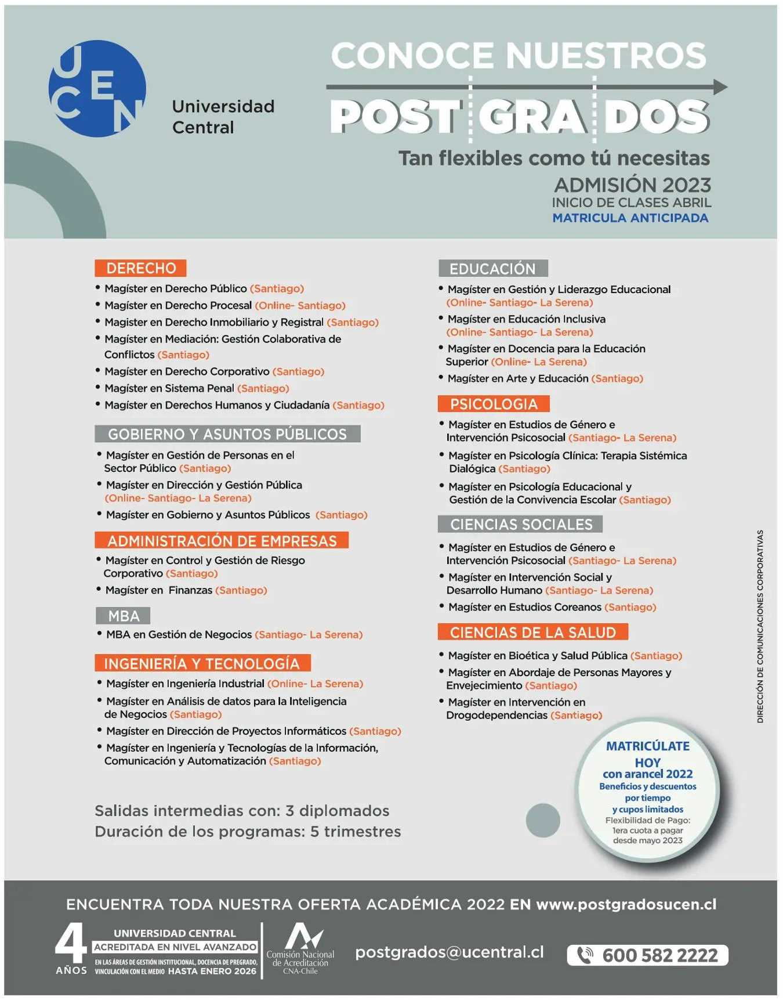 UCEN
Universidad
Central
CONOCE NUESTROS
POSTGRADOS
Tan flexibles como tú necesitas
ADMISIÓN 2023
INICIO DE CLASES ABRIL
MATRICULA ANTICIPADA
DERECHO
• Magíster en Derecho Público (Santiago)
• Magíster en Derecho Procesal (Online- Santiago)
• Magister en Derecho Inmobiliario y Registral (Santiago)
• Magíster en Mediación: Gestión Colaborativa de
Conflictos (Santiago)
• Magíster en Derecho Corporativo (Santiago)
• Magíster en Sistema Penal (Santiago)
• Magíster en Derechos Humanos y Ciudadanía (Santiago)
GOBIERNO Y ASUNTOS PÚBLICOS
• Magíster en Gestión de Personas en el
Sector Público (Santiago)
• Magíster en Dirección y Gestión Pública
(Online- Santiago- La Serena)
• Magíster en Gobierno y Asuntos Públicos (Santiago)
ADMINISTRACIÓN DE EMPRESAS
• Magíster en Control y Gestión de Riesgo
Corporativo (Santiago)
• Magíster en Finanzas (Santiago)
MBA
• MBA en Gestión de Negocios (Santiago- La Serena)
INGENIERÍA Y TECNOLOGÍA
• Magíster en Ingeniería Industrial (Online- La Serena)
• Magíster en Análisis de datos para la Inteligencia
de Negocios (Santiago)
• Magíster en Dirección de Proyectos Informáticos (Santiago)
• Magíster en Ingeniería y Tecnologías de la Información,
Comunicación y Automatización (Santiago)
EDUCACIÓN
• Magíster en Gestión y Liderazgo Educacional
(Online- Santiago- La Serena)
• Magíster en Educación Inclusiva
(Online- Santiago- La Serena)
• Magíster en Docencia para la Educación
Superior (Online- La Serena)
• Magíster en Arte y Educación (Santiago)
PSICOLOGIA
• Magíster en Estudios de Género e
Intervención Psicosocial (Santiago- La Serena)
• Magíster en Psicología Clínica: Terapia Sistémica
Dialógica (Santiago)
• Magíster en Psicología Educacional y
Gestión de la Convivencia Escolar (Santiago)
CIENCIAS SOCIALES
• Magíster en Estudios de Género e
Intervención Psicosocial (Santiago- La Serena)
• Magíster en Intervención Social y
Desarrollo Humano (Santiago- La Serena)
• Magíster en Estudios Coreanos (Santiago)
CIENCIAS DE LA SALUD
• Magíster en Bioética y Salud Pública (Santiago)
• Magíster en Abordaje de Personas Mayores y
Envejecimiento (Santiago)
• Magíster en Intervención en
Drogodependencias (Santiago)
DIRECCIÓN DE COMUNICACIONES CORPORATIVAS
MATRICÚLATE
HOY
con arancel 2022
Beneficios y descuentos
por tiempo
y cupos limitados
Flexibilidad de Pago:
1era cuota a pagar
desde mayo 2023
Salidas intermedias con: 3 diplomados
Duración de los programas: 5 trimestres
ENCUENTRA TODA NUESTRA OFERTA ACADÉMICA 2022 EN www.postgradosucen.cl
4
AÑOS
UNIVERSIDAD CENTRAL
ACREDITADA EN NIVEL AVANZADO
EN LAS ÁREAS DE GESTIÓN INSTITUCIONAL, DOCENCIA DE PREGRADO,
VINCULACIÓN CON EL MEDIO HASTA ENERO 2026
Comisión Nacional
de Acreditación
CNA-Chile
postgrados@ucentral.cl
600 582 2222